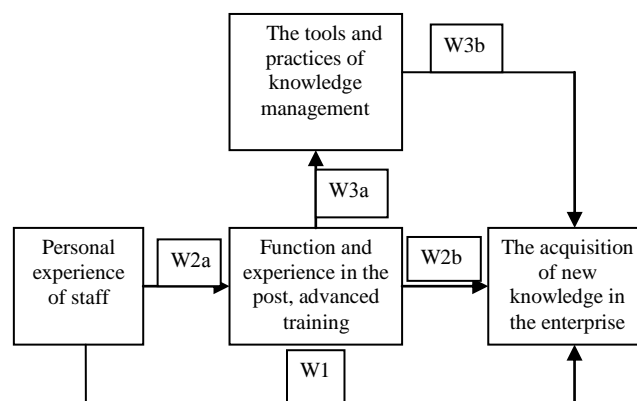 The tools and
practices of
knowledge
management
W3b
W3a
Personal
experience
of staff
W2a
Function and
experience in the
post, advanced
training
W2b
The acquisition
of new
knowledge in
the enterprise
W1